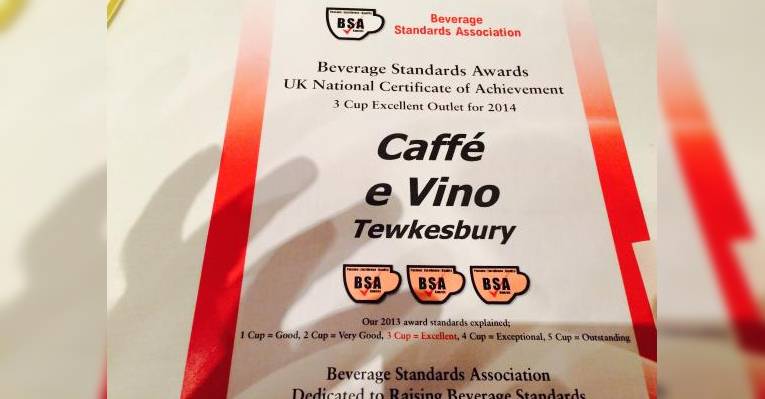 BSA
Beverage
Standards Association
Beverage Standards Awards
UK National Certificate of Achievement
3 Cup Excellent Outlet for 2014
Caffé
e Vino
Tewkesbury
BSA BSA BSA
Our 2013 award standards explained;
1 Cup = Good, 2 Cup = Very Good, 3 Cup = Excellent, 4 Cup = Exceptional, 5 Cup = Outstanding
Beverage Standards Association
Dedicated to Raising Beverage Standards